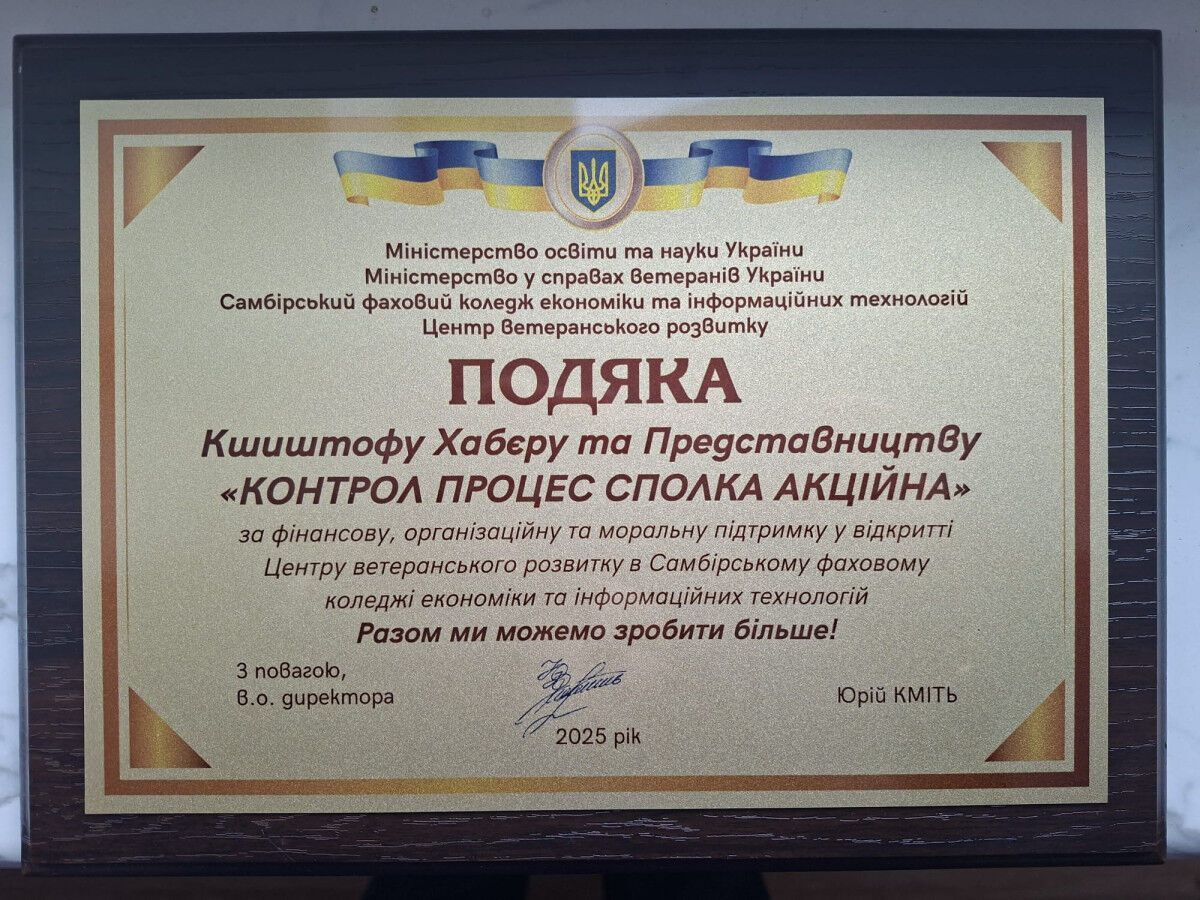 Міністерство освіти та науки України
Міністерство у справах ветеранів України
Самбірський фаховий коледж економіки та інформаційних технологій
Центр ветеранського розвитку
ПОДЯКА
Кшиштофу Хабєру та Представництву
«КОНТРОЛ ПРОЦЕС СПОЛКА АКЦІЙНА»
за фінансову, організаційну та моральну підтримку у відкритті
Центру ветеранського розвитку в Самбірському фаховому
коледжі економіки та інформаційних технологій
Разом ми можемо зробити більше!
З повагою,
в.о. директора
Юрій КМІТЬ
2025 рік